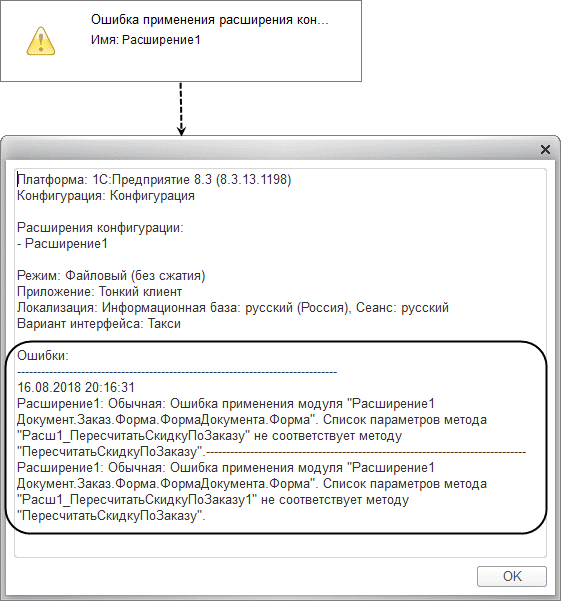 Ошибка применения расширения кон...
Имя: Расширение1
Платформа: 1С:Предприятие 8.3 (8.3.13.1198)
Конфигурация: Конфигурация
Расширения конфигурации:
- Расширение1
Режим: Файловый (без сжатия)
Приложение: Тонкий клиент
Локализация: Информационная база: русский (Россия), Сеанс: русский
Вариант интерфейса: Такси
Ошибки:
--------------------------------------------------------------------------------
16.08.2018 20:16:31
Расширение1: Обычная: Ошибка применения модуля "Расширение1
Документ.Заказ.Форма.ФормаДокумента.Форма". Список параметров метода
"Расш1_ПересчитатьСкидкуПоЗаказу" не соответствует методу
"ПересчитатьСкидкуПоЗаказу".--------------------------------------------------------------------------------
Расширение1: Обычная: Ошибка применения модуля "Расширение1
Документ.Заказ.Форма.ФормаДокумента.Форма". Список параметров метода
"Расш1_ПересчитатьСкидкуПоЗаказу1" не соответствует методу
"ПересчитатьСкидкуПоЗаказу".
OK